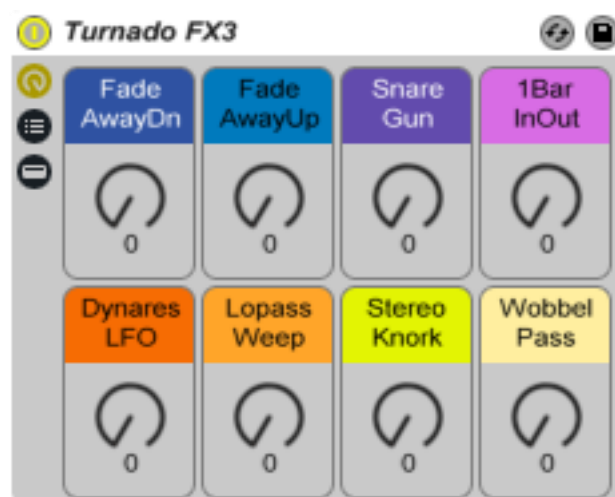 Turnado FX3
Fade
AwayDn
Fade
AwayUp
Snare
Gun
1Bar
InOut
0
0
0
0
Dynares
LFO
Lopass
Weep
Stereo
Knork
Wobbel
Pass
0
0
0
0